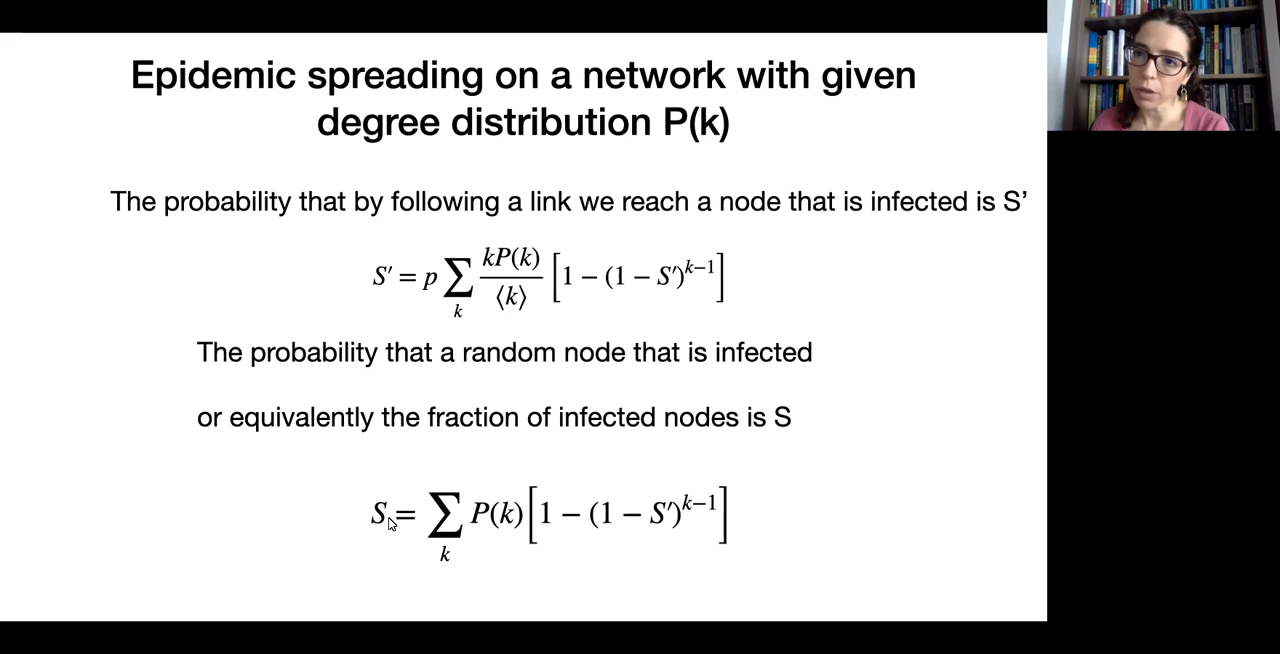 Epidemic spreading on a network with given
degree distribution P(k)
The probability that by following a link we reach a node that is infected is S’
S′ = p ∑_k kP(k)/⟨k⟩ [1 − (1 − S′)^{k−1}]
The probability that a random node that is infected
or equivalently the fraction of infected nodes is S
S = ∑_k P(k)[1 − (1 − S′)^{k−1}]